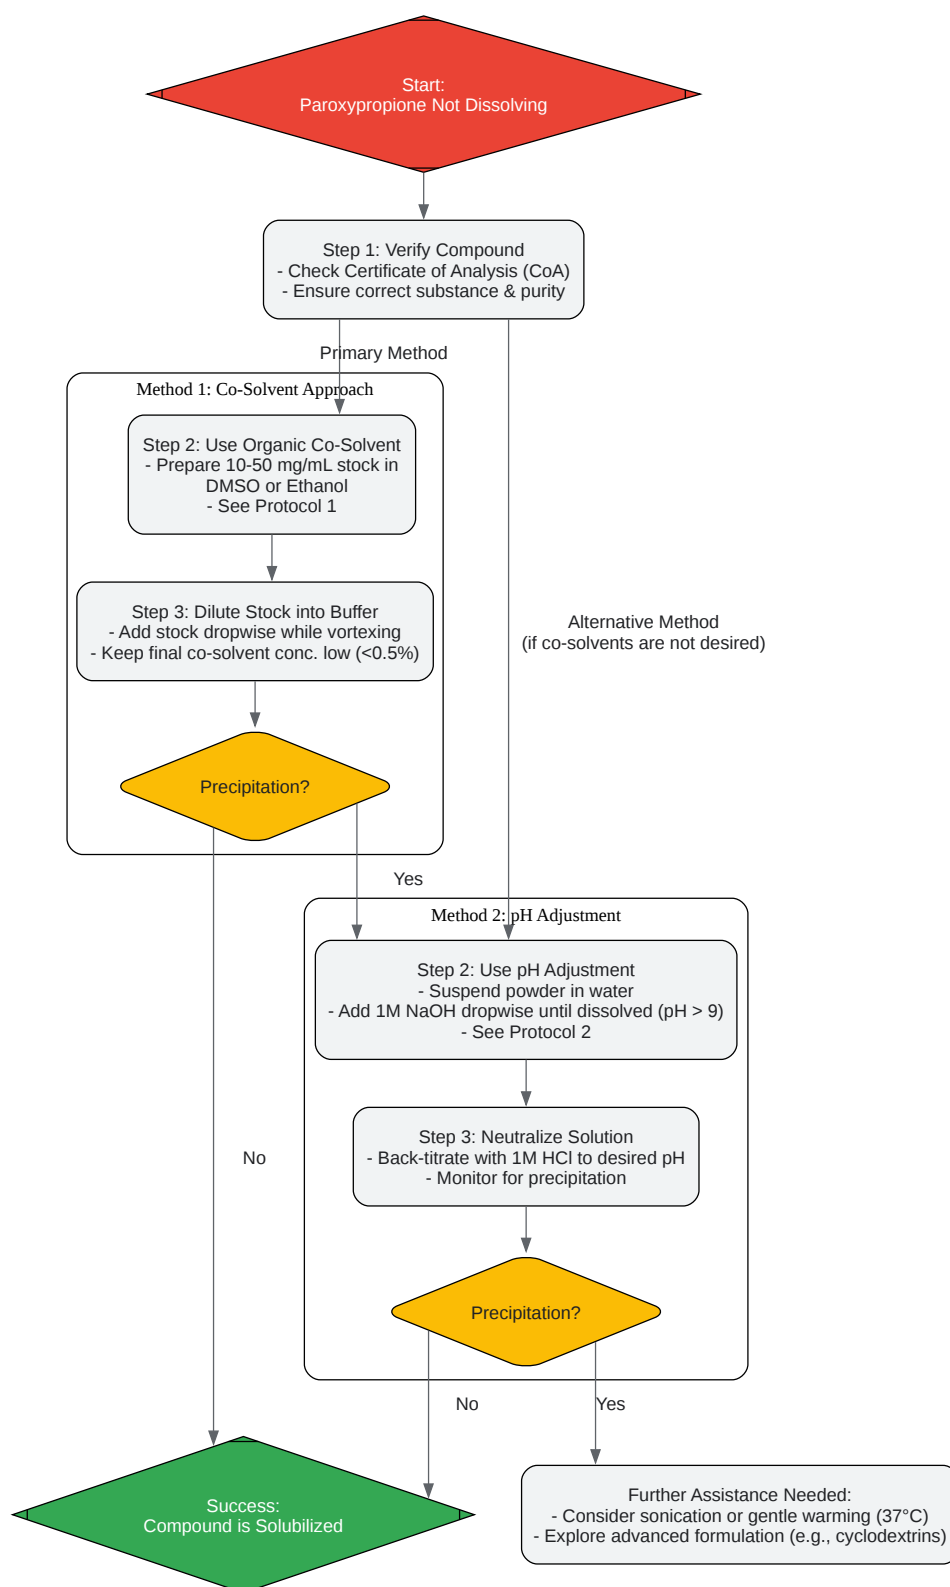 Start:
Paroxypropione Not Dissolving
Step 1: Verify Compound
- Check Certificate of Analysis (CoA)
- Ensure correct substance & purity
Primary Method
Method 1: Co-Solvent Approach
Step 2: Use Organic Co-Solvent
- Prepare 10-50 mg/mL stock in
DMSO or Ethanol
- See Protocol 1
Step 3: Dilute Stock into Buffer
- Add stock dropwise while vortexing
- Keep final co-solvent conc. low (<0.5%)
Alternative Method
(if co-solvents are not desired)
Precipitation?
Yes
Method 2: pH Adjustment
Step 2: Use pH Adjustment
- Suspend powder in water
- Add 1M NaOH dropwise until dissolved (pH > 9)
- See Protocol 2
Step 3: Neutralize Solution
- Back-titrate with 1M HCl to desired pH
- Monitor for precipitation
No
Precipitation?
No
Yes
Success:
Compound is Solubilized
Further Assistance Needed:
- Consider sonication or gentle warming (37°C)
- Explore advanced formulation (e.g., cyclodextrins)